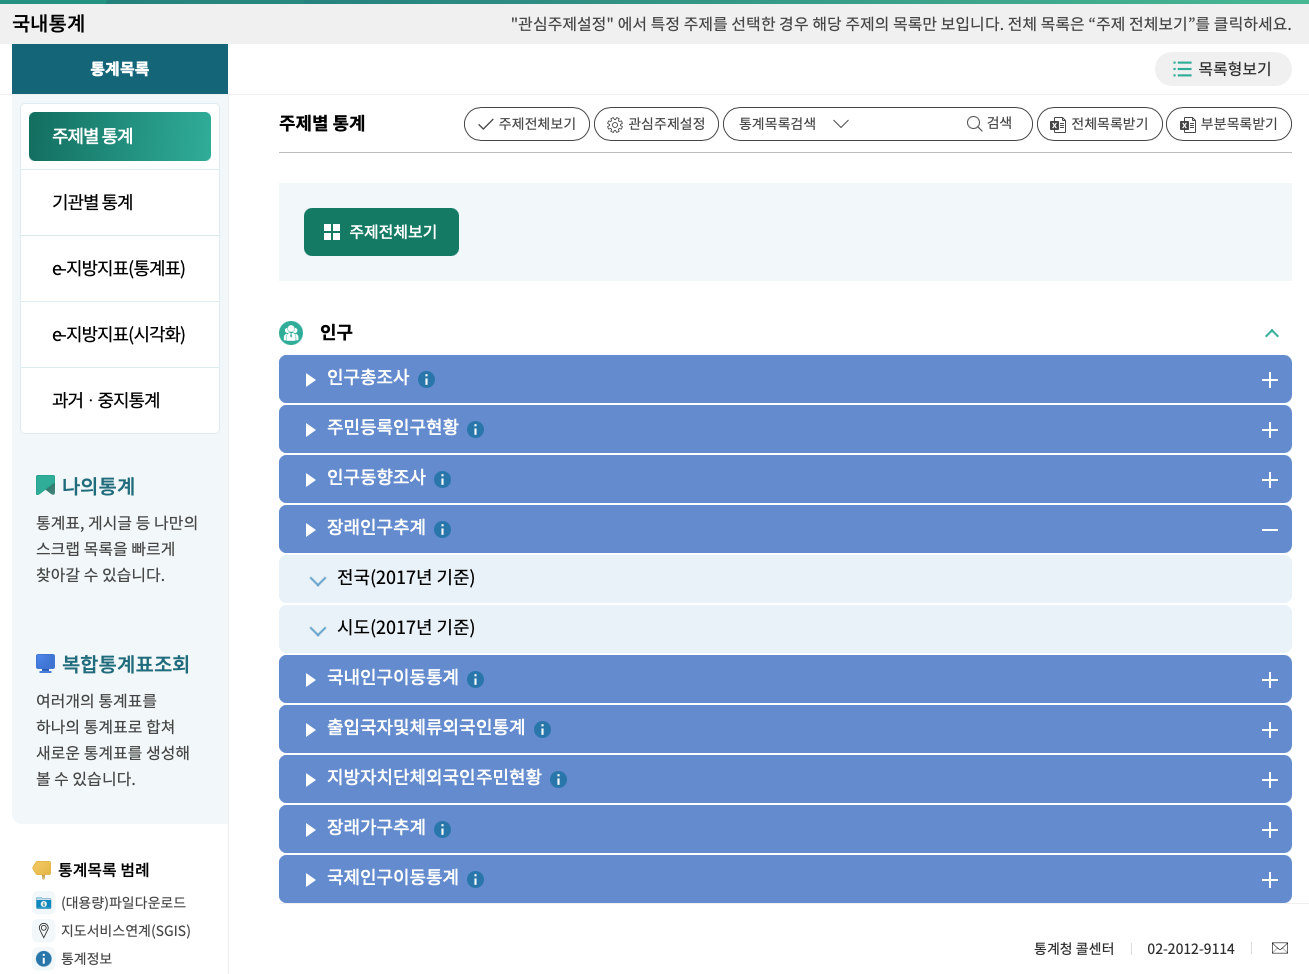 국내통계
"관심주제설정" 에서 특정 주제를 선택한 경우 해당 주제의 목록만 보입니다. 전체 목록은 “주제 전체보기”를 클릭하세요.
통계목록
목록형보기
주제별 통계
기관별 통계
e-지방지표(통계표)
e-지방지표(시각화)
과거 · 중지통계
나의통계
통계표, 게시글 등 나만의
스크랩 목록을 빠르게
찾아갈 수 있습니다.
복합통계표조회
여러개의 통계표를
하나의 통계표로 합쳐
새로운 통계표를 생성해
볼 수 있습니다.
통계목록 범례
(대용량)파일다운로드
지도서비스연계(SGIS)
통계정보
주제별 통계
주제전체보기 관심주제설정 통계목록검색 검색 전체목록받기 부분목록받기
주제전체보기
인구
인구총조사
주민등록인구현황
인구동향조사
장래인구추계
전국(2017년 기준)
시도(2017년 기준)
국내인구이동통계
출입국자및체류외국인통계
지방자치단체외국인주민현황
장래가구추계
국제인구이동통계
통계청 콜센터 02-2012-9114